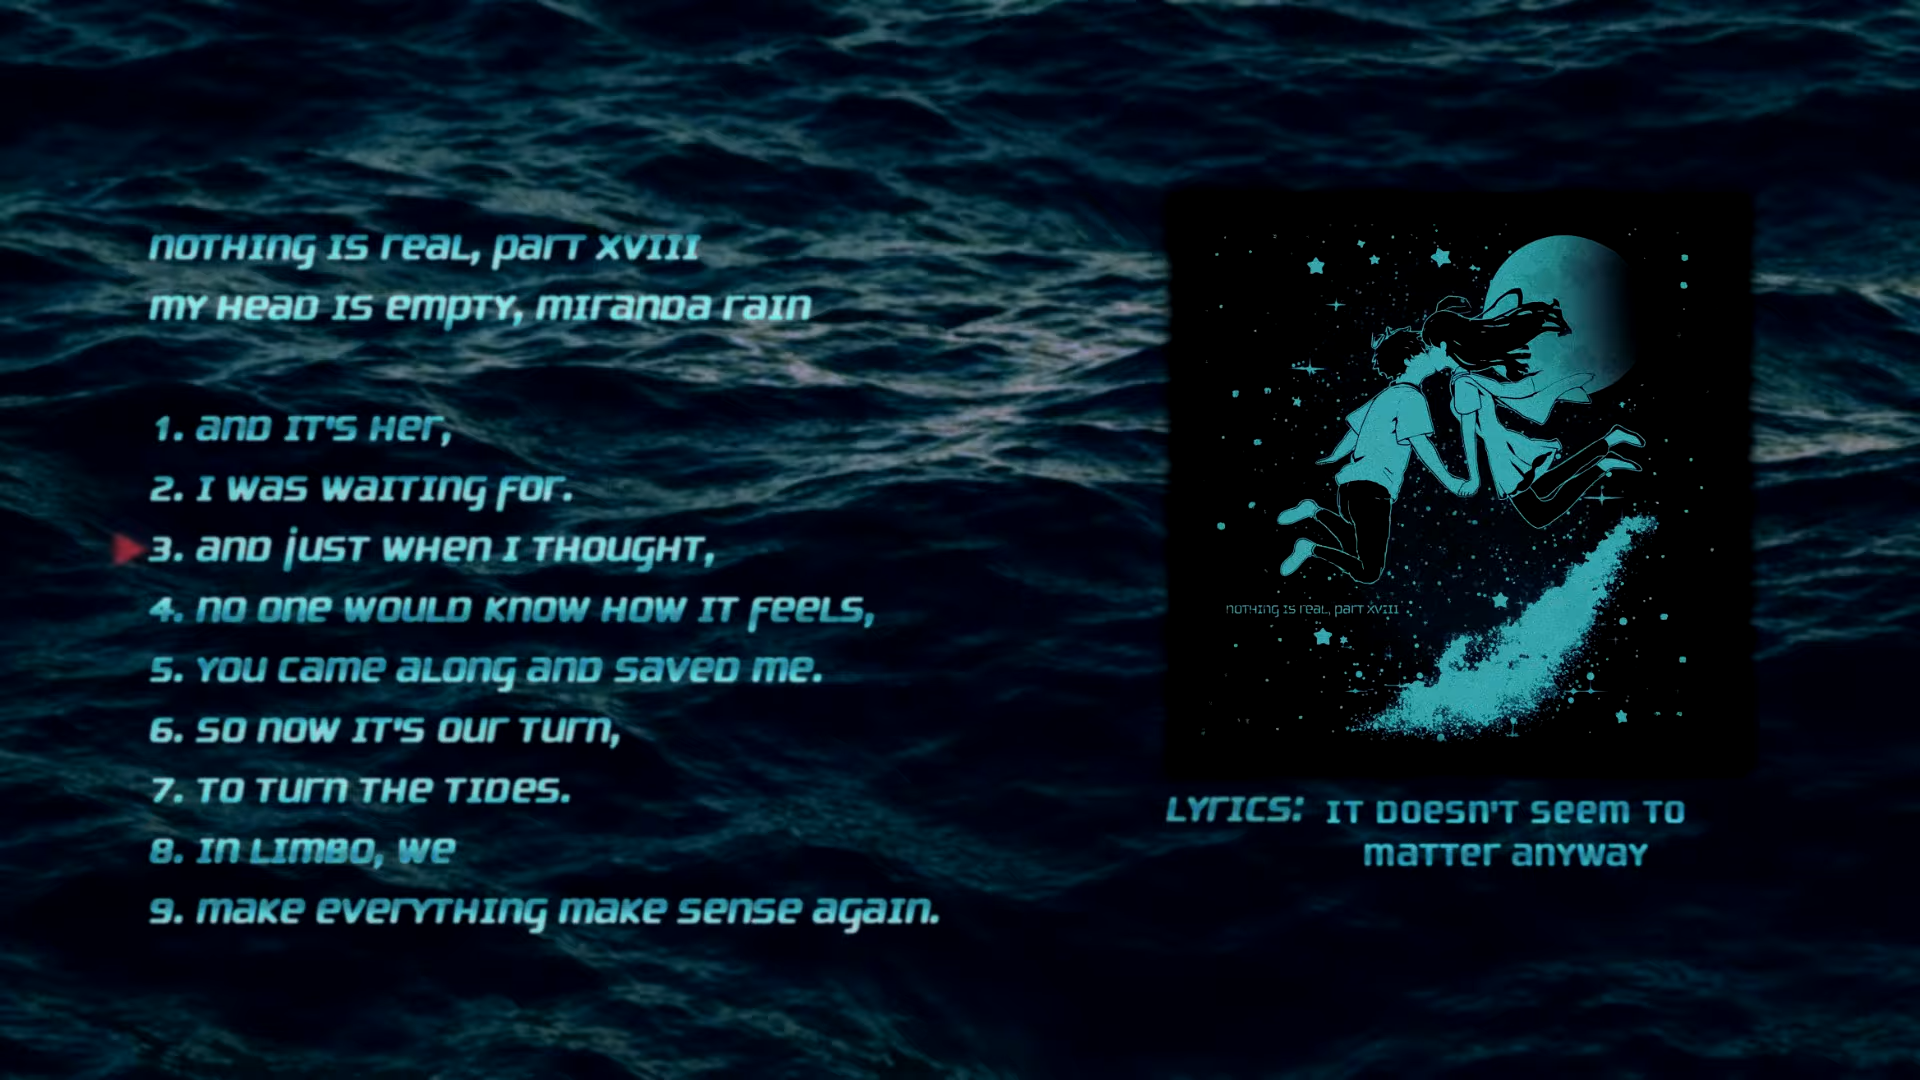 nothing is real, part XVIII
my head is empty, miranda rain
1. and it's her,
2. I was waiting for.
3. and just when I thought,
4. no one would know how it feels,
5. you came along and saved me.
6. so now it's our turn,
7. to turn the tides.
8. In limbo, we
9. make everything make sense again.
nothing is real, part XVIII
Lyrics: it doesn't seem to
matter anyway